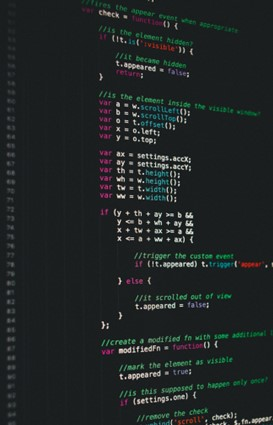 //fires the appear event when appropriate
var check = function() {
//is the element hidden?
if (!t.is(':visible')) {
//it became hidden
t.appeared = false;
return;
}
//is the element inside the visible window?
var a = w.scrollLeft();
var b = w.scrollTop();
var o = t.offset();
var x = o.left;
var y = o.top;
var ax = settings.accX;
var ay = settings.accY;
var th = t.height();
var wh = w.height();
var tw = t.width();
var ww = w.width();
if (y + th + ay >= b &&
y <= b + wh + ay &&
x + tw + ax >= a &&
x <= a + ww + ax) {
//trigger the custom event
if (!t.appeared) t.trigger('appear',
} else {
//it scrolled out of view
t.appeared = false;
}
};
//create a modified fn with some additional
var modifiedFn = function() {
//mark the element as visible
t.appeared = true;
//is this supposed to happen only once?
if (settings.one) {
//remove the check
'scroll', check);
check, $.fn.appear